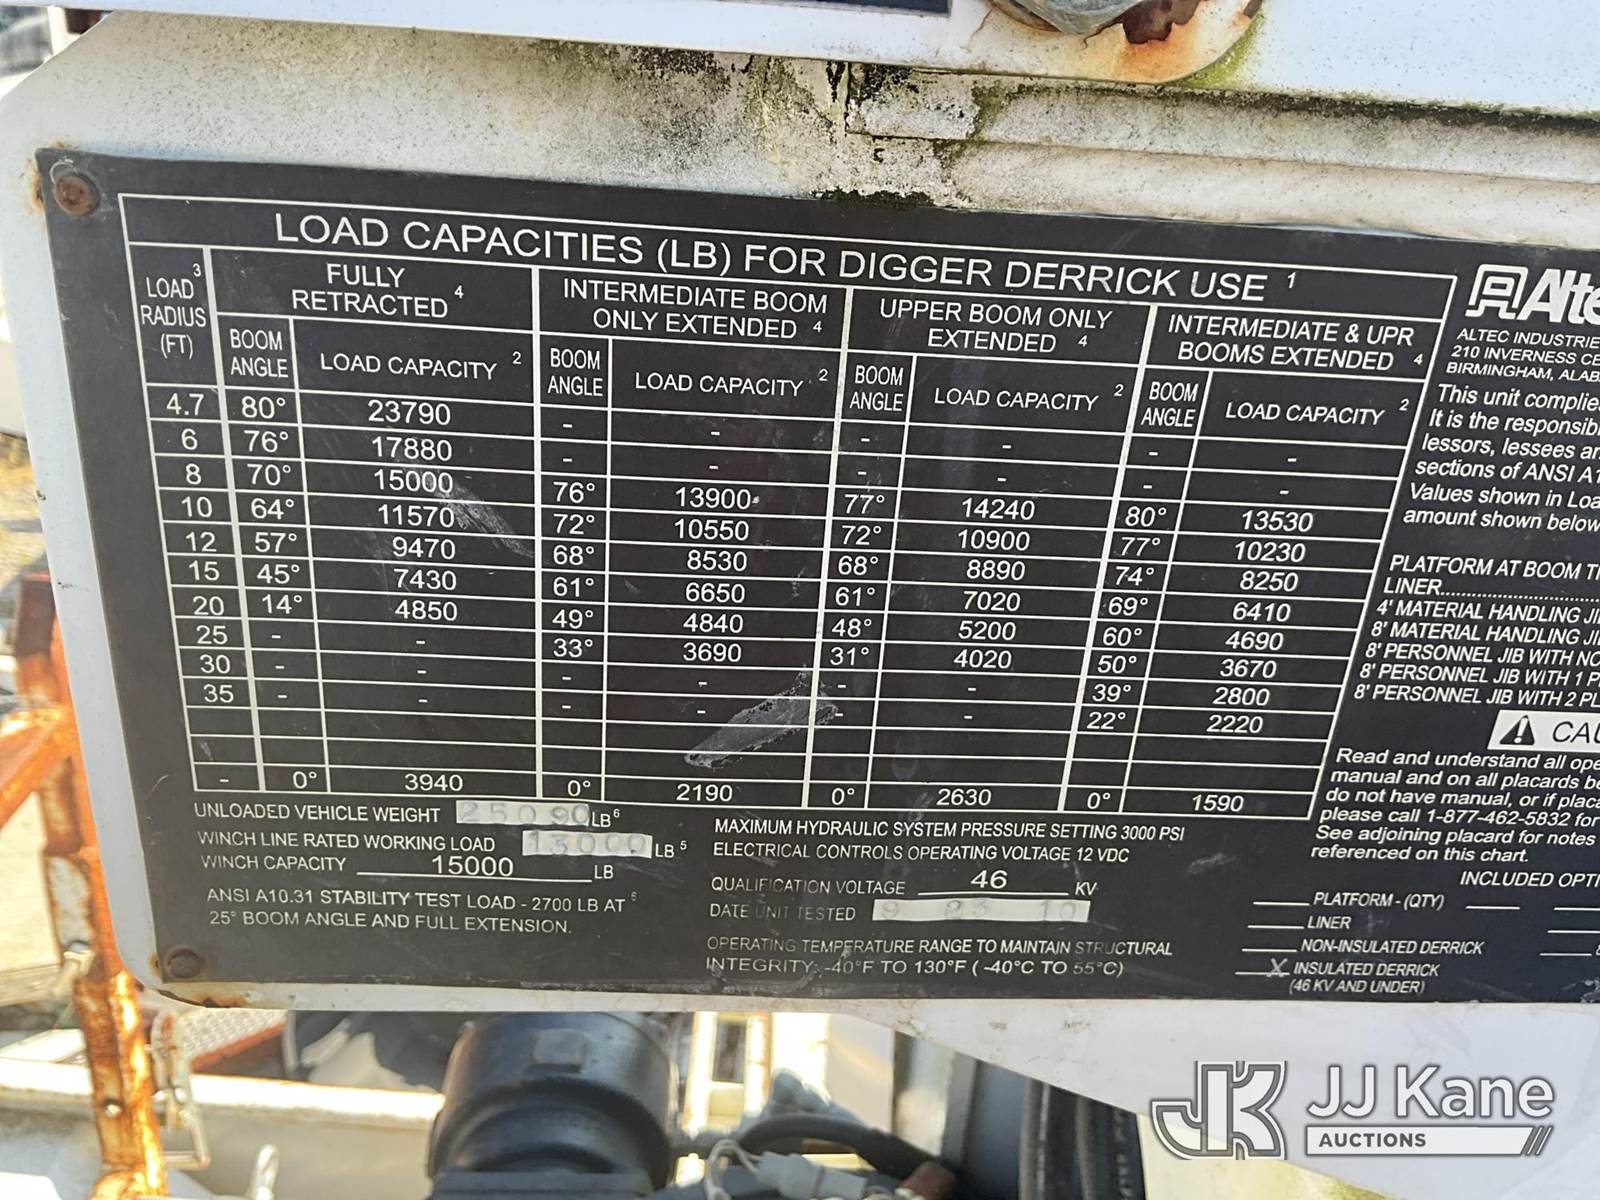 LOAD CAPACITIES (LB) FOR DIGGER DERRICK USE 1
LOAD 3 RADIUS (FT)
FULLY RETRACTED 4
INTERMEDIATE BOOM ONLY EXTENDED 4
UPPER BOOM ONLY EXTENDED 4
INTERMEDIATE & UPR BOOMS EXTENDED 4
BOOM ANGLE LOAD CAPACITY 2 BOOM ANGLE LOAD CAPACITY 2 BOOM ANGLE LOAD CAPACITY 2 BOOM ANGLE LOAD CAPACITY 2
4.7 80° 23790 - - - - - -
6 76° 17880 - - - - - -
8 70° 15000 76° 13900 77° 14240 80° 13530
10 64° 11570 72° 10550 72° 10900 77° 10230
12 57° 9470 68° 8530 68° 8890 74° 8250
15 45° 7430 61° 6650 61° 7020 69° 6410
20 14° 4850 49° 4840 48° 5200 60° 4690
25 - - 33° 3690 31° 4020 50° 3670
30 - - - - - - 39° 2800
35 - - - - - - 22° 2220
- 0° 3940 0° 2190 0° 2630 0° 1590
UNLOADED VEHICLE WEIGHT 25090 LB 6
WINCH LINE RATED WORKING LOAD 13000 LB 5
WINCH CAPACITY 15000 LB
ANSI A10.31 STABILITY TEST LOAD - 2700 LB AT
25° BOOM ANGLE AND FULL EXTENSION.
MAXIMUM HYDRAULIC SYSTEM PRESSURE SETTING 3000 PSI
ELECTRICAL CONTROLS OPERATING VOLTAGE 12 VDC
QUALIFICATION VOLTAGE 46 KV
DATE UNIT TESTED 9 23 10
OPERATING TEMPERATURE RANGE TO MAINTAIN STRUCTURAL
INTEGRITY: -40°F TO 130°F ( -40°C TO 55°C)
Alte
ALTEC INDUSTRIE
210 INVERNESS CE
BIRMINGHAM, ALAB
This unit complie
It is the responsib
lessors, lessees an
sections of ANSI A1
Values shown in Loa
amount shown below
PLATFORM AT BOOM TI
LINER
4' MATERIAL HANDLING JI
8' MATERIAL HANDLING JI
8' PERSONNEL JIB WITH NO
8' PERSONNEL JIB WITH 1 P
8' PERSONNEL JIB WITH 2 PL
CAU
Read and understand all ope
manual and on all placards be
do not have manual, or if placa
please call 1-877-462-5832 for
See adjoining placard for notes
referenced on this chart.
INCLUDED OPTI
PLATFORM - (QTY)
LINER
NON-INSULATED DERRICK
X INSULATED DERRICK
(46 KV AND UNDER)
JK JJ Kane
AUCTIONS